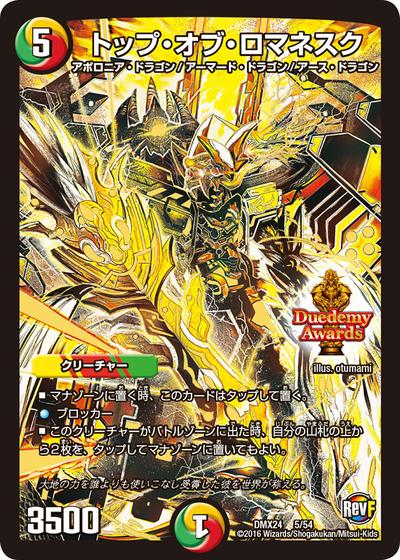 5
トップ・オブ・ロマネスク
アポロニア・ドラゴン/アーマード・ドラゴン/アース・ドラゴン
Duedemy
Awards
illus. otumami
クリーチャー
■マナゾーンに置く時、このカードはタップして置く。
ブロッカー
■このクリーチャーがバトルゾーンに出た時、自分の山札の上か
ら2枚を、タップしてマナゾーンに置いてもよい。
大地の力を誰よりも使いこなし受賞した彼を世界が称える。
3500
1
DMX24 5/54
©2016 Wizards/Shogakukan/Mitsui-Kids
RevF